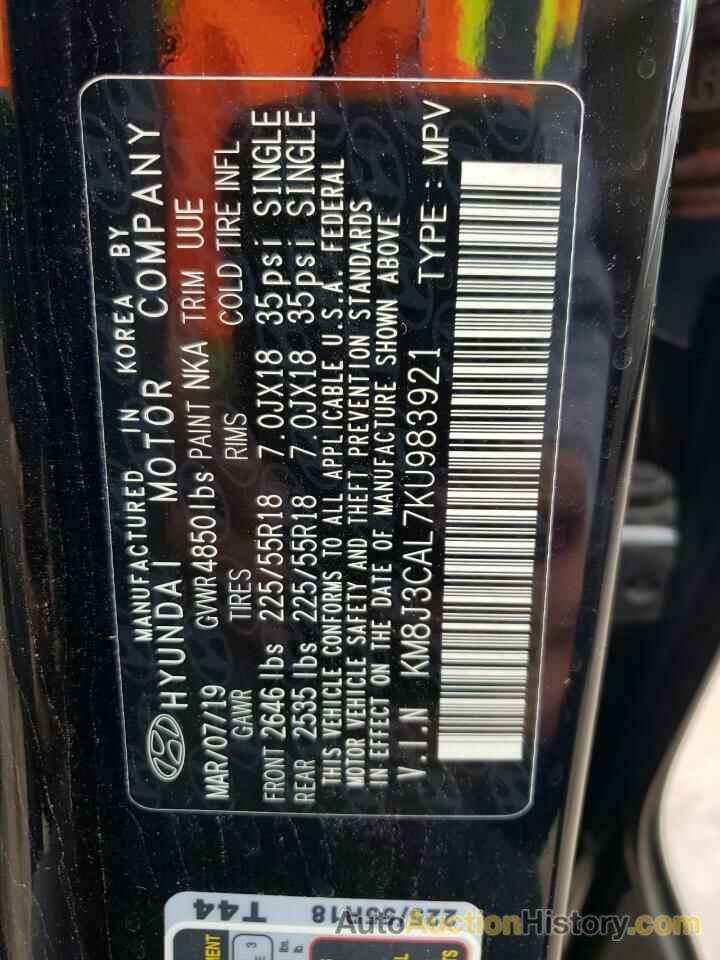 MANUFACTURED IN KOREA BY
HYUNDAI MOTOR COMPANY
MAR/07/19 GVWR4850lbs PAINT NKA TRIM UUE
GAWR TIRES RIMS COLD TIRE INFL
FRONT 2646 lbs 225/55R18 7.0JX18 35psi SINGLE
REAR 2535 lbs 225/55R18 7.0JX18 35psi SINGLE
THIS VEHICLE CONFORMS TO ALL APPLICABLE U.S.A. FEDERAL
MOTOR VEHICLE SAFETY AND THEFT PREVENTION STANDARDS
IN EFFECT ON THE DATE OF MANUFACTURE SHOWN ABOVE
V.I.N KM8J3CAL7KU983921 TYPE : MPV
T44
225/55R18
AutoAuctionHistory.com